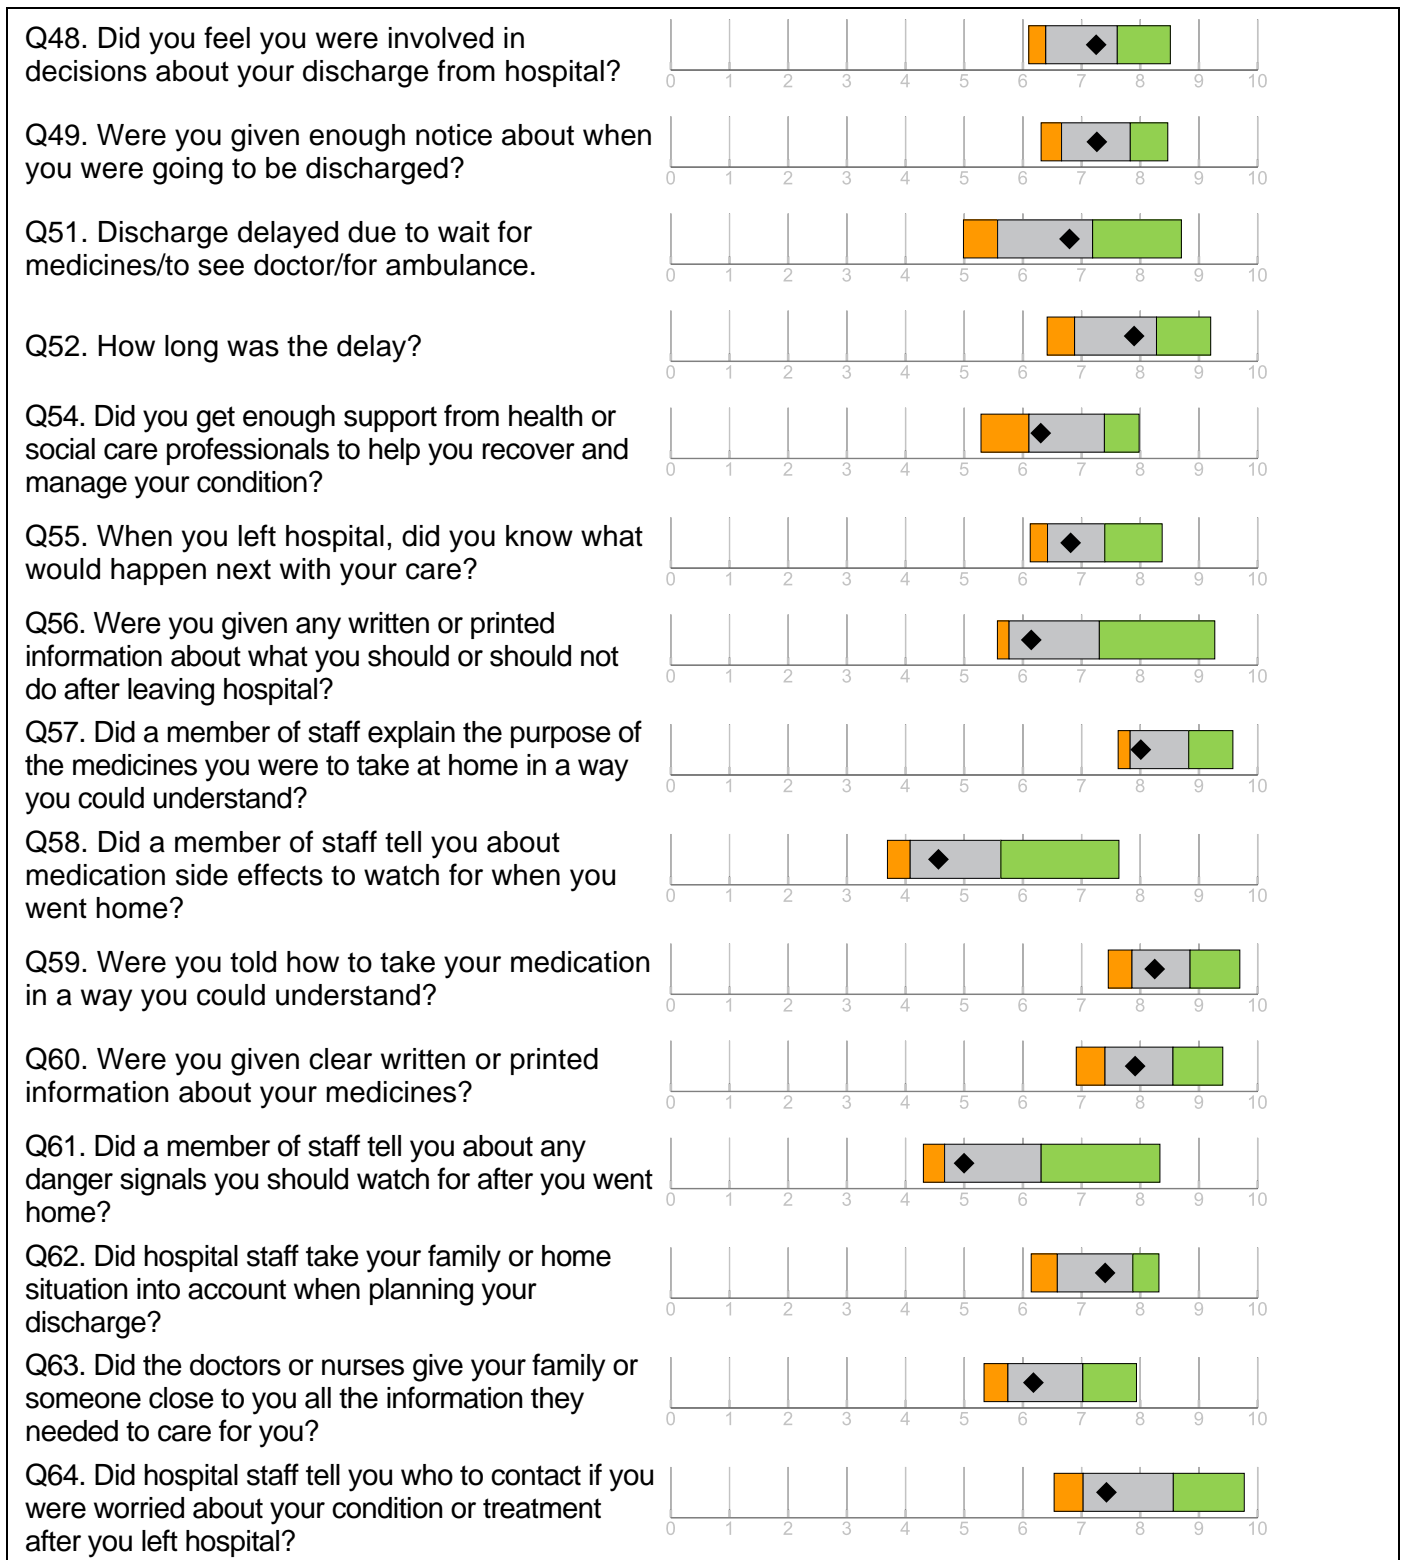 Q48. Did you feel you were involved in
decisions about your discharge from hospital?
0 1 2 3 4 5 6 7 8 9 10
Q49. Were you given enough notice about when
you were going to be discharged?
0 1 2 3 4 5 6 7 8 9 10
Q51. Discharge delayed due to wait for
medicines/to see doctor/for ambulance.
0 1 2 3 4 5 6 7 8 9 10
Q52. How long was the delay?
0 1 2 3 4 5 6 7 8 9 10
Q54. Did you get enough support from health or
social care professionals to help you recover and
manage your condition?
0 1 2 3 4 5 6 7 8 9 10
Q55. When you left hospital, did you know what
would happen next with your care?
0 1 2 3 4 5 6 7 8 9 10
Q56. Were you given any written or printed
information about what you should or should not
do after leaving hospital?
0 1 2 3 4 5 6 7 8 9 10
Q57. Did a member of staff explain the purpose of
the medicines you were to take at home in a way
you could understand?
0 1 2 3 4 5 6 7 8 9 10
Q58. Did a member of staff tell you about
medication side effects to watch for when you
went home?
0 1 2 3 4 5 6 7 8 9 10
Q59. Were you told how to take your medication
in a way you could understand?
0 1 2 3 4 5 6 7 8 9 10
Q60. Were you given clear written or printed
information about your medicines?
0 1 2 3 4 5 6 7 8 9 10
Q61. Did a member of staff tell you about any
danger signals you should watch for after you went
home?
0 1 2 3 4 5 6 7 8 9 10
Q62. Did hospital staff take your family or home
situation into account when planning your
discharge?
0 1 2 3 4 5 6 7 8 9 10
Q63. Did the doctors or nurses give your family or
someone close to you all the information they
needed to care for you?
0 1 2 3 4 5 6 7 8 9 10
Q64. Did hospital staff tell you who to contact if you
were worried about your condition or treatment
after you left hospital?
0 1 2 3 4 5 6 7 8 9 10